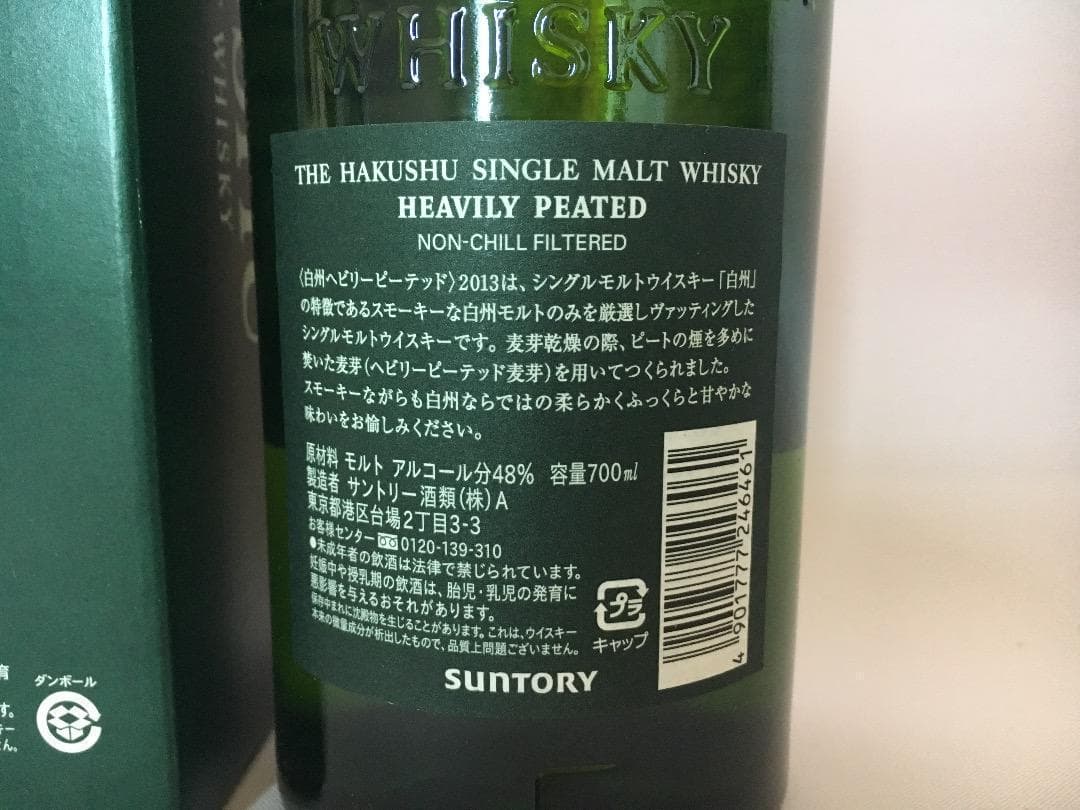 WHISKY
THE HAKUSHU SINGLE MALT WHISKY
HEAVILY PEATED
NON-CHILL FILTERED
〈白州ヘビリーピーテッド〉2013は、シングルモルトウイスキー「白州」
の特徴であるスモーキーな白州モルトのみを厳選しヴァッティングした
シングルモルトウイスキーです。麦芽乾燥の際、ピートの煙を多めに
焚いた麦芽(ヘビリーピーテッド麦芽)を用いてつくられました。
スモーキーながらも白州ならではの柔らかくふっくらと甘やかな
味わいをお愉しみください。
原材料 モルト アルコール分48% 容量700ml
製造者 サントリー酒類(株)A
東京都港区台場2丁目3-3
お客様センター 0120-139-310
●未成年者の飲酒は法律で禁じられています。
妊娠中や授乳期の飲酒は、胎児・乳児の発育に
悪影響を与えるおそれがあります。
保存中まれに沈殿物を生じることがあります。これは、ウイスキー
本来の微量成分が析出したもので、品質上問題ございません。
プラ
キャップ
4 901777 246461
SUNTORY
WHISKY
育
ダンボール
す。
キー
せん。